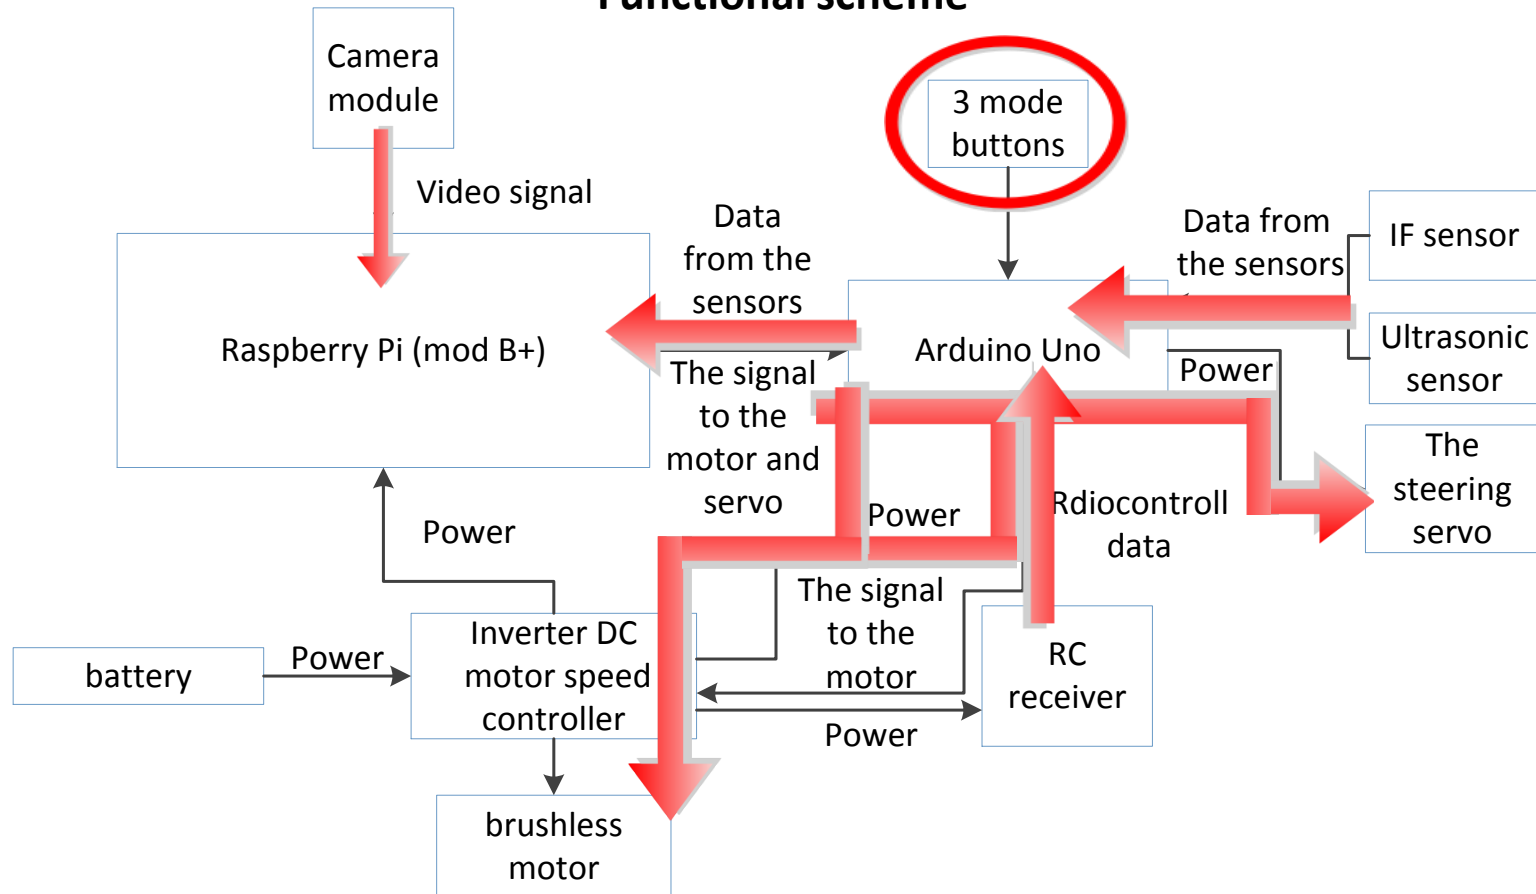 Functional scheme
Camera
module
3 mode
buttons
Video signal
Data
from the
sensors
Data from
the sensors
IF sensor
Raspberry Pi (mod B+)
Arduino Uno
Ultrasonic
sensor
The signal
to the
motor and
servo
Power
The
steering
servo
Power
Rdiocontroll
data
Power
The signal
to the
motor
Inverter DC
motor speed
controller
battery
Power
RC
receiver
Power
brushless
motor